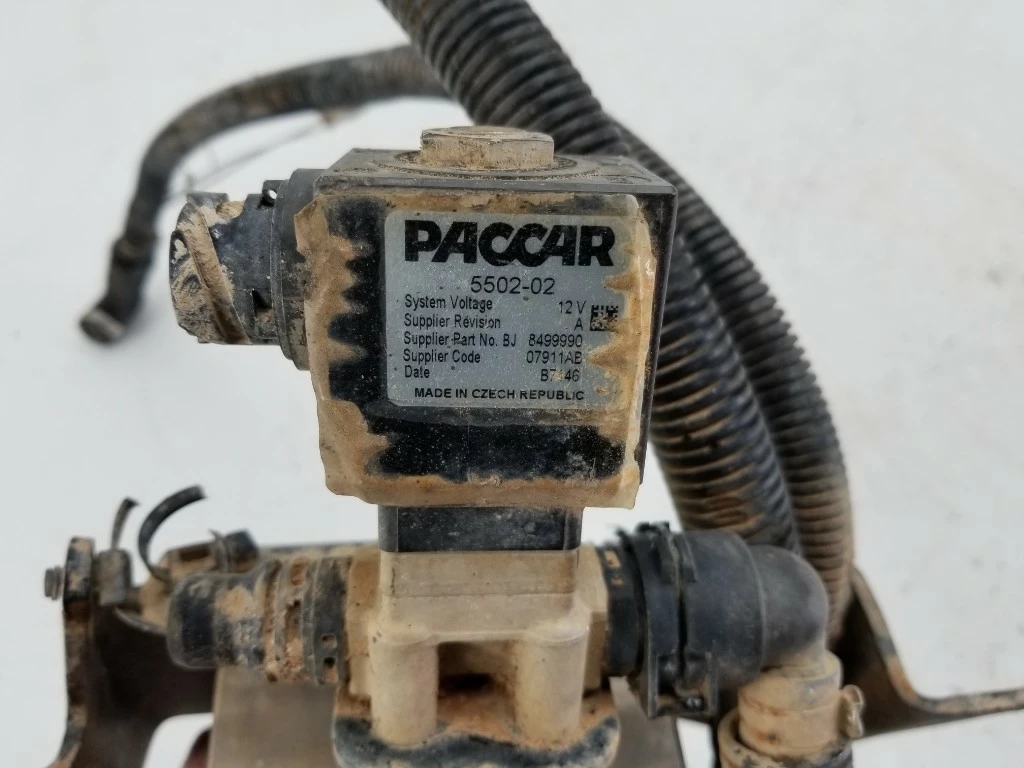 PACCAR
5502-02
System Voltage 12 V
Supplier Revision A
Supplier Part No. BJ 8499990
Supplier Code 07911AB
Date
MADE IN CZECH REPUBLIC